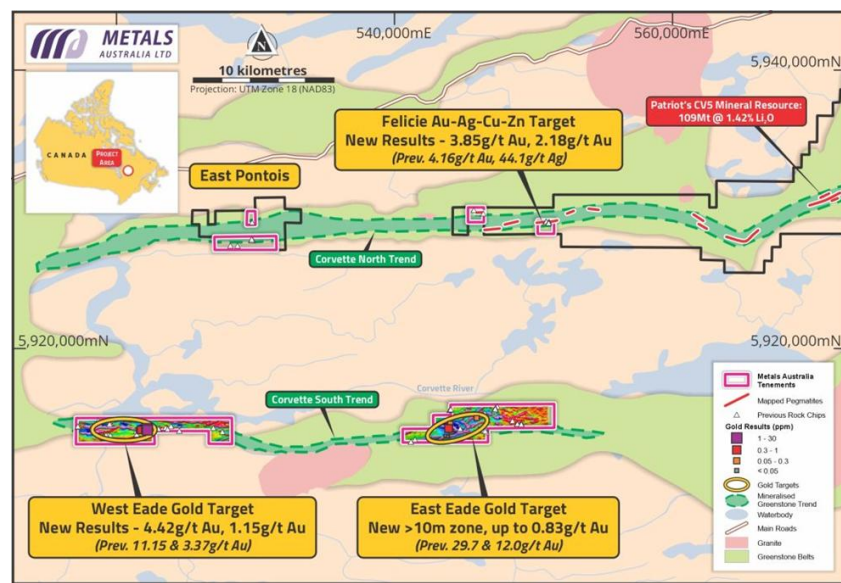 METALS
AUSTRALIA LTD
N
10 kilometres
Projection: UTM Zone 18 (NAD83)
540,000mE
560,000mE
5,940,000mN
CANADA
PROJECT
AREA
Felicie Au-Ag-Cu-Zn Target
New Results - 3.85g/t Au, 2.18g/t Au
(Prev. 4.16g/t Au, 44.1g/t Ag)
Patriot's CV5 Mineral Resource:
109Mt @ 1.42% Li₂O
East Pontois
Corvette North Trend
5,920,000mN
5,920,000mN
Corvette River
Corvette South Trend
West Eade Gold Target
New Results - 4.42g/t Au, 1.15g/t Au
(Prev. 11.15 & 3.37g/t Au)
East Eade Gold Target
New >10m zone, up to 0.83g/t Au
(Prev. 29.7 & 12.0g/t Au)
Metals Australia
Tenements
Mapped Pegmatites
Previous Rock Chips
Gold Results (ppm)
1 - 30
0.3 - 1
0.05 - 0.3
< 0.05
Gold Targets
Mineralised
Greenstone Trend
Waterbody
Main Roads
Granite
Greenstone Belts